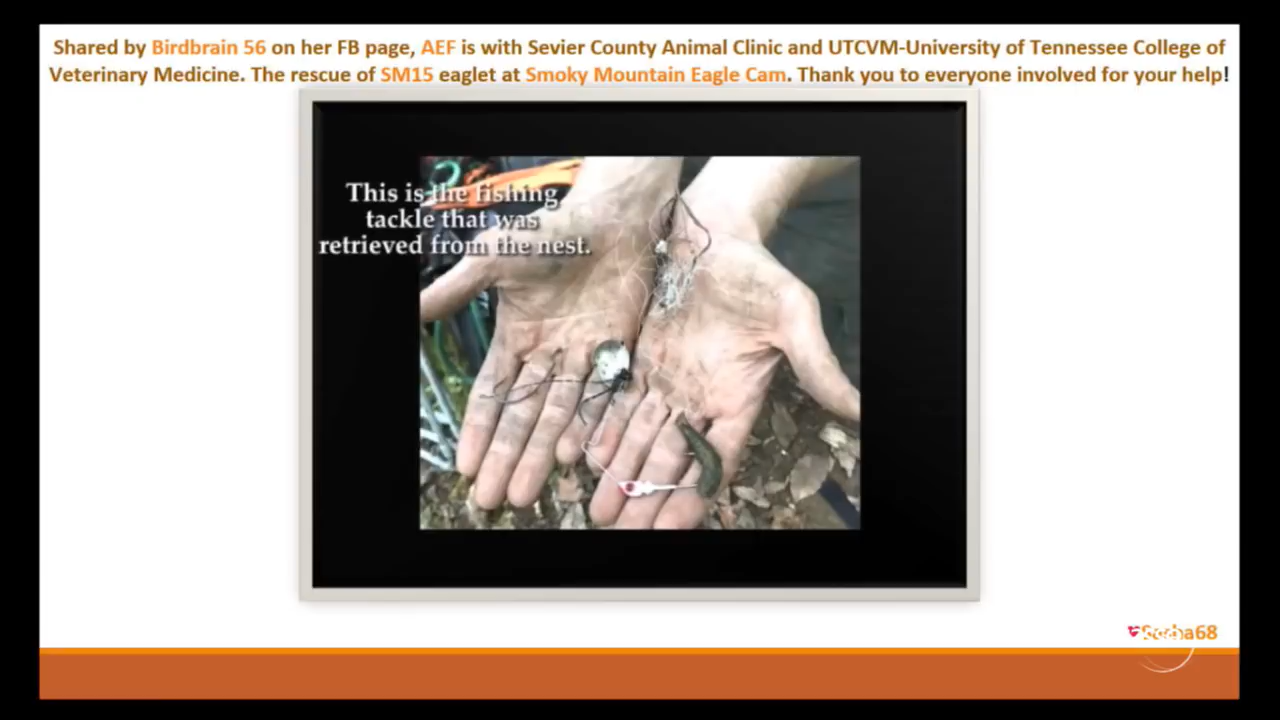 Shared by Birdbrain 56 on her FB page, AEF is with Sevier County Animal Clinic and UTCVM-University of Tennessee College of
Veterinary Medicine. The rescue of SM15 eaglet at Smoky Mountain Eagle Cam. Thank you to everyone involved for your help!
This is the fishing
tackle that was
retrieved from the nest.